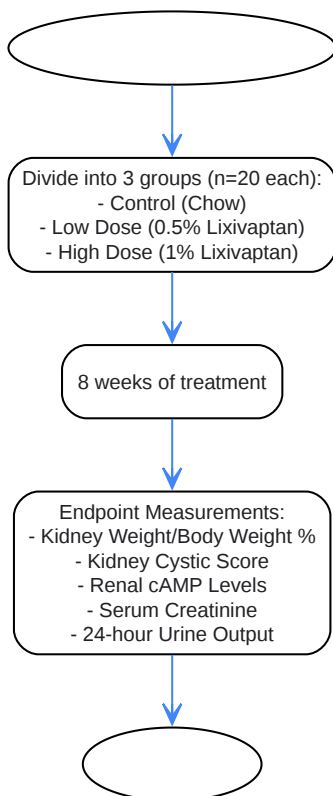 Divide into 3 groups (n=20 each):
- Control (Chow)
- Low Dose (0.5% Lixivaptan)
- High Dose (1% Lixivaptan)
8 weeks of treatment
Endpoint Measurements:
- Kidney Weight/Body Weight %
- Kidney Cystic Score
- Renal cAMP Levels
- Serum Creatinine
- 24-hour Urine Output